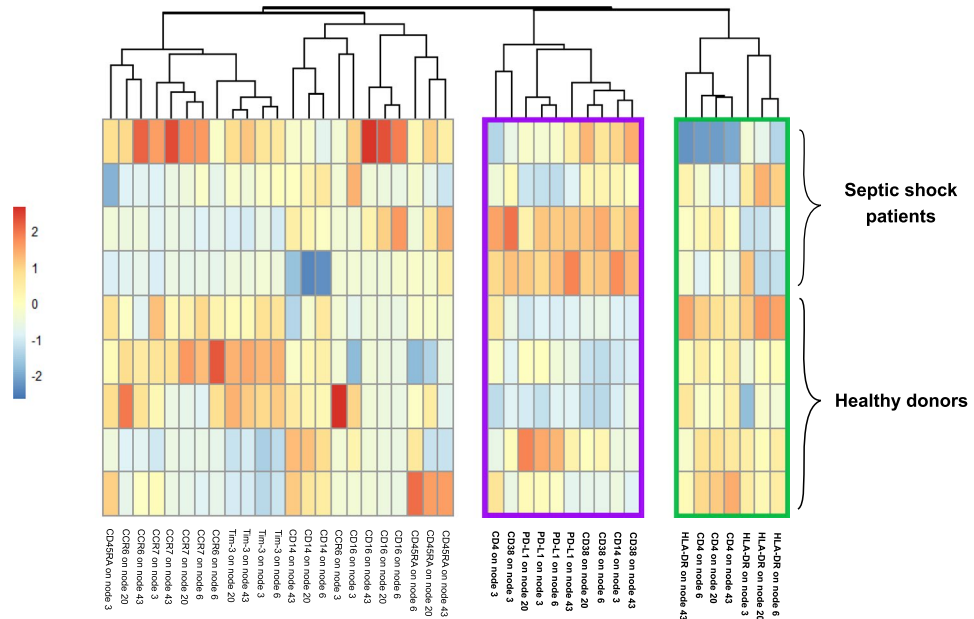 Septic shock
patients
2
1
0
-1
-2
Healthy donors
CD45RA on node 3
CCR6 on node 20
CCR6 on node 43
CCR7 on node 3
CCR7 on node 43
CCR7 on node 20
CCR7 on node 6
CCR6 on node 6
Tim-3 on node 20
Tim-3 on node 43
Tim-3 on node 3
Tim-3 on node 6
CD14 on node 43
CD14 on node 20
CD14 on node 6
CCR6 on node 3
CD16 on node 3
CD16 on node 43
CD16 on node 20
CD16 on node 6
CD45RA on node 6
CD45RA on node 20
CD45RA on node 43
CD4 on node 3
CD38 on node 3
PD-L1 on node 20
PD-L1 on node 3
PD-L1 on node 6
PD-L1 on node 43
CD38 on node 20
CD38 on node 6
CD14 on node 3
CD38 on node 43
HLA-DR on node 43
CD4 on node 6
CD4 on node 20
CD4 on node 43
HLA-DR on node 3
HLA-DR on node 20
HLA-DR on node 6